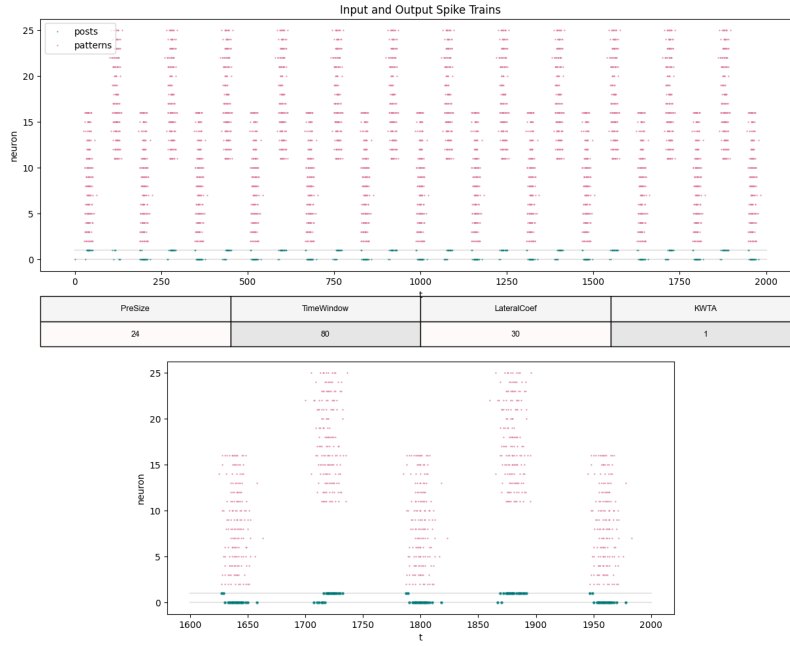 Input and Output Spike Trains
posts
patterns
neuron
25
20
15
10
5
0
0 250 500 750 1000 1250 1500 1750 2000
t
PreSize TimeWindow LateralCoef KWTA
24 80 30 1
neuron
25
20
15
10
5
0
1600 1650 1700 1750 1800 1850 1900 1950 2000
t